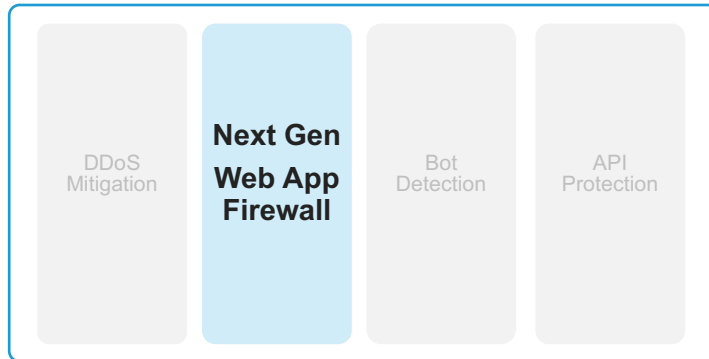 DDoS
Mitigation
Next Gen
Web App
Firewall
Bot
Detection
API
Protection